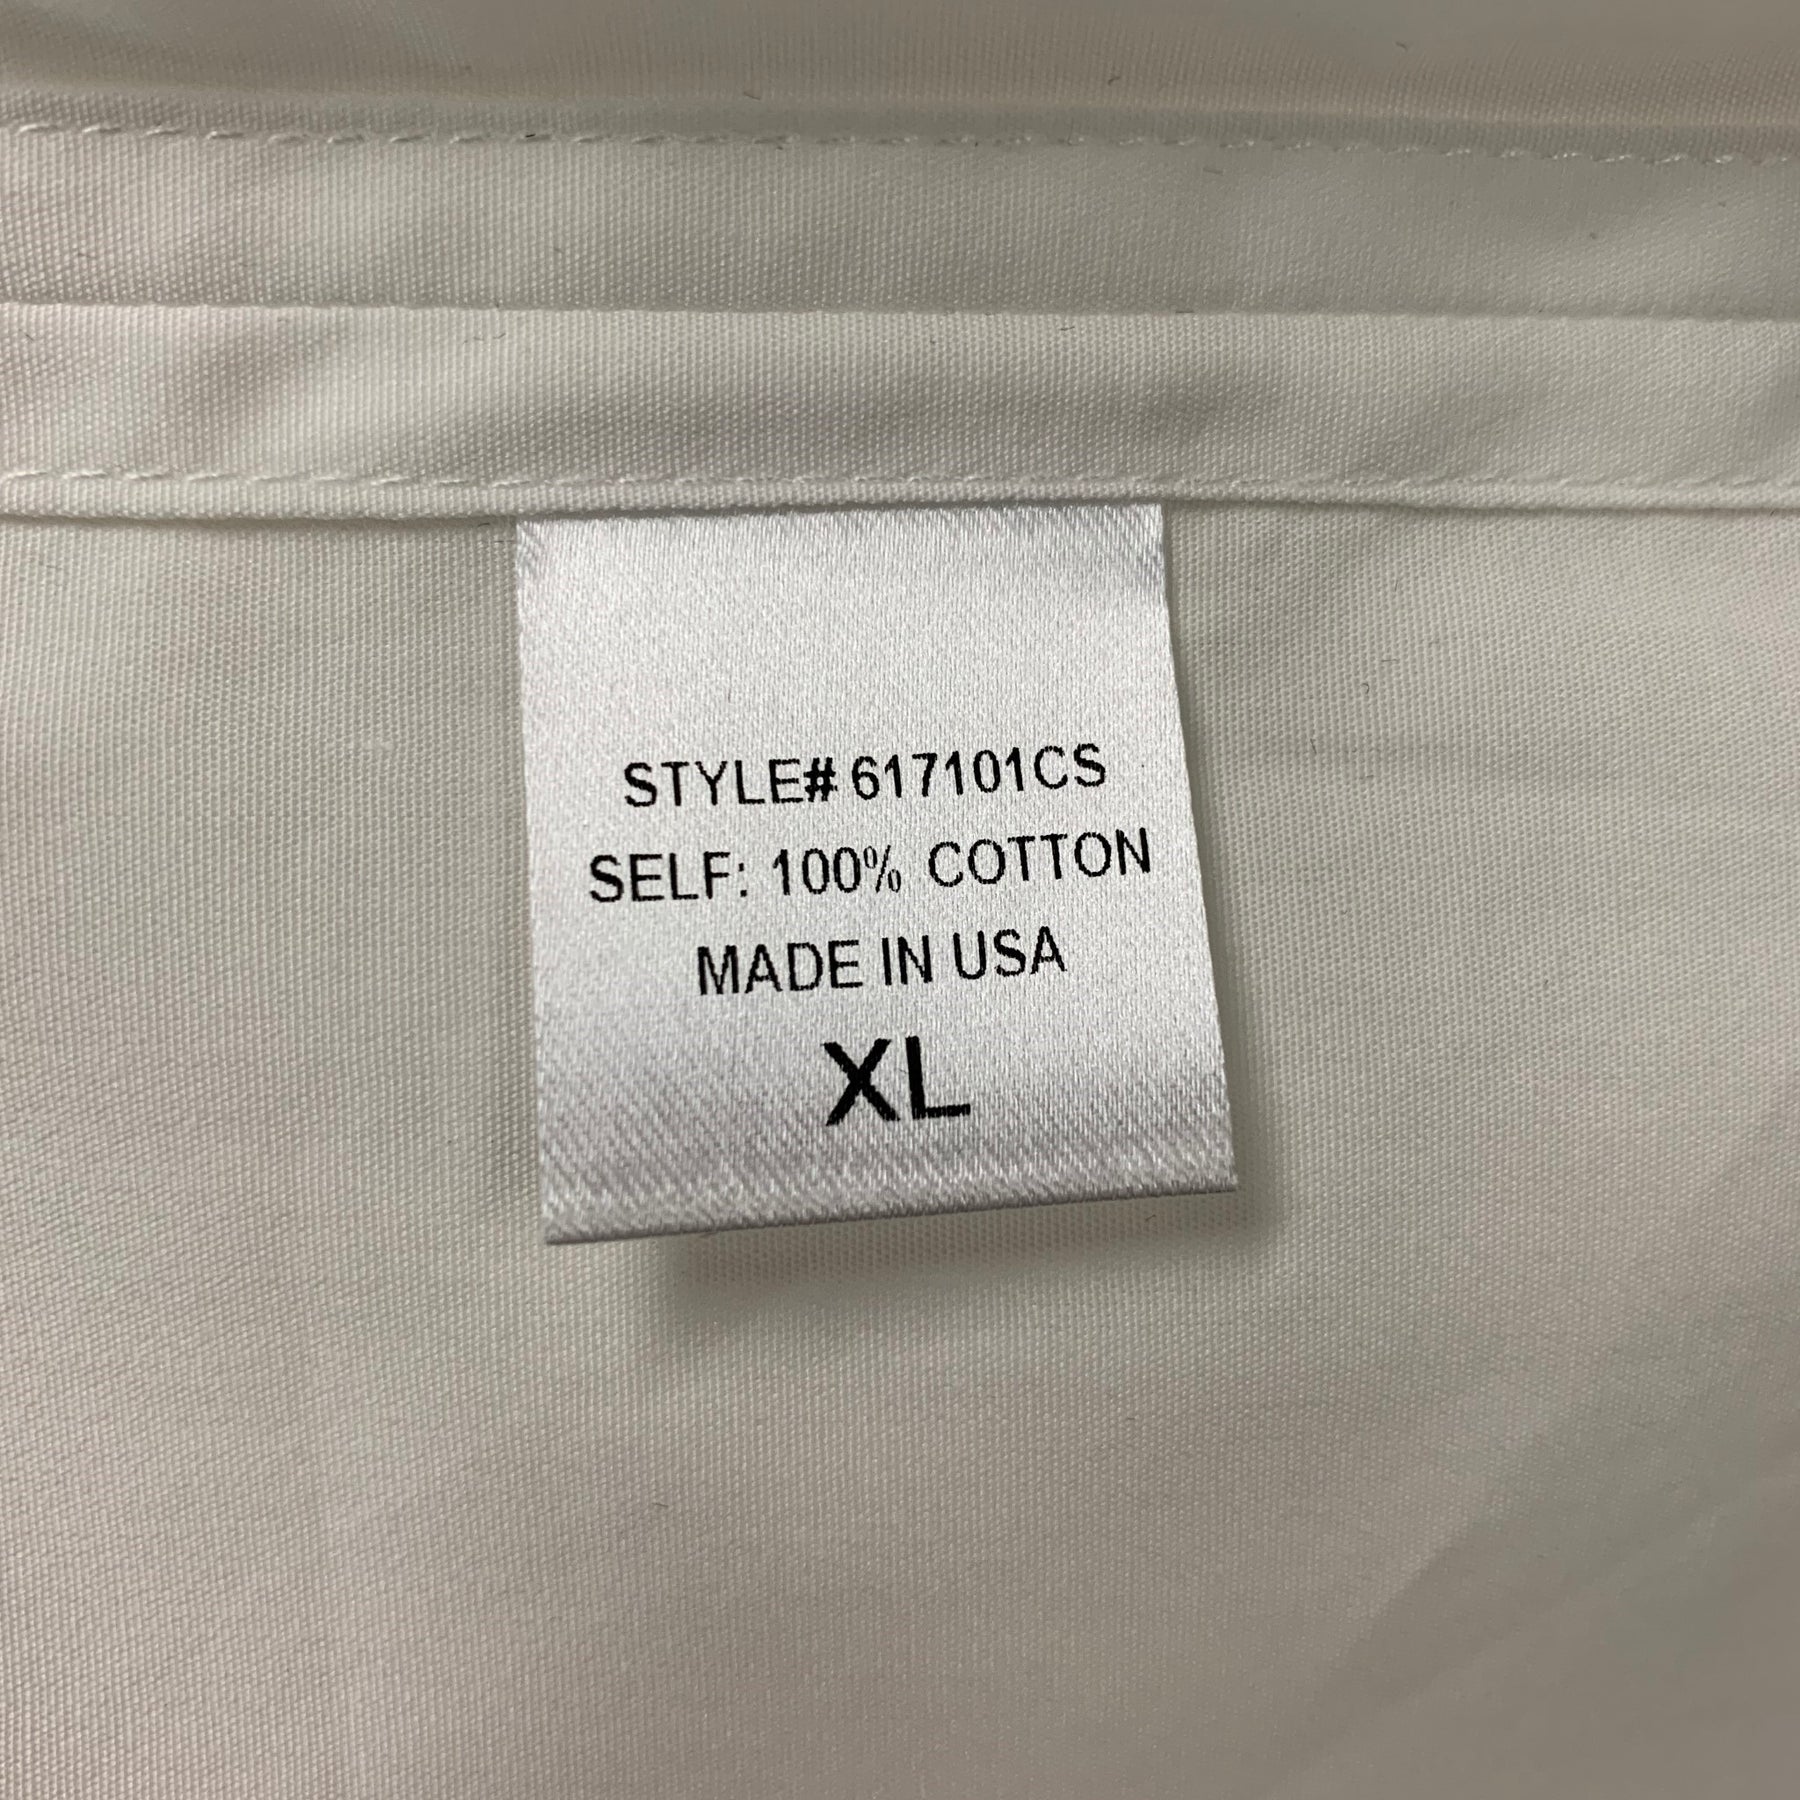 STYLE# 617101CS
SELF: 100% COTTON
MADE IN USA
XL